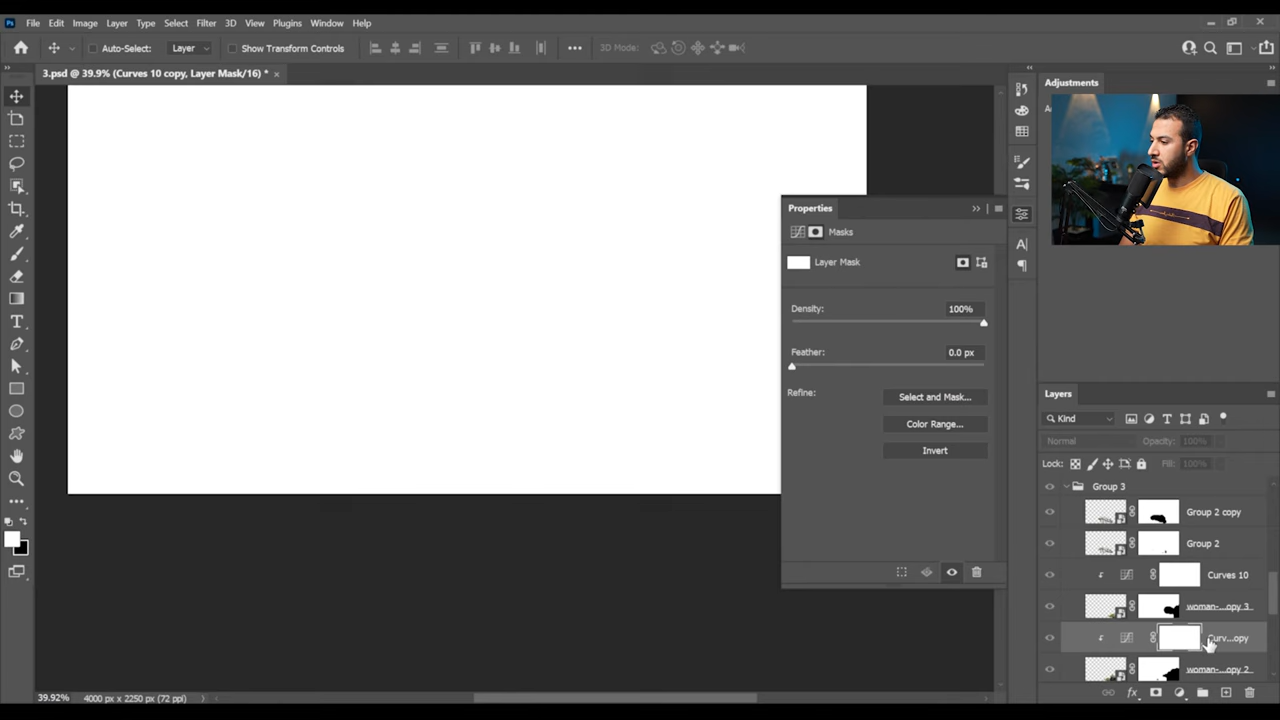 Ps File Edit Image Layer Type Select Filter 3D View Plugins Window Help
Auto-Select: Layer Show Transform Controls 3D Mode:
3.psd @ 39.9% (Curves 10 copy, Layer Mask/16) *
Adjustments
Properties
Masks
Layer Mask
Density: 100%
Feather: 0.0 px
Refine: Select and Mask...
Color Range...
Invert
Layers
Kind
Normal Opacity: 100%
Lock: Fill: 100%
Group 3
Group 2 copy
Group 2
Curves 10
woman-...opy 3
Curv...opy
woman-...opy 2
39.92% 4000 px x 2250 px (72 ppi)